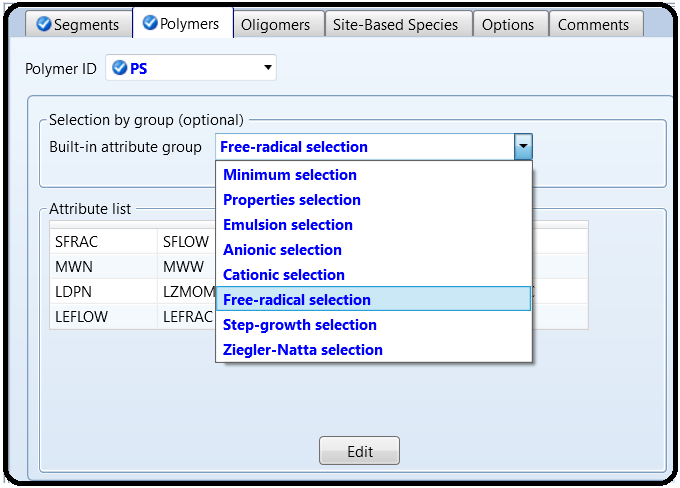 Segments Polymers Oligomers Site-Based Species Options Comments
Polymer ID PS
Selection by group (optional)
Built-in attribute group Free-radical selection
Minimum selection
Properties selection
Emulsion selection
Anionic selection
Cationic selection
Free-radical selection
Step-growth selection
Ziegler-Natta selection
Attribute list
SFRAC SFLOW
MWN MWW
LDPN LZMOM
LEFLOW LEFRAC
Edit